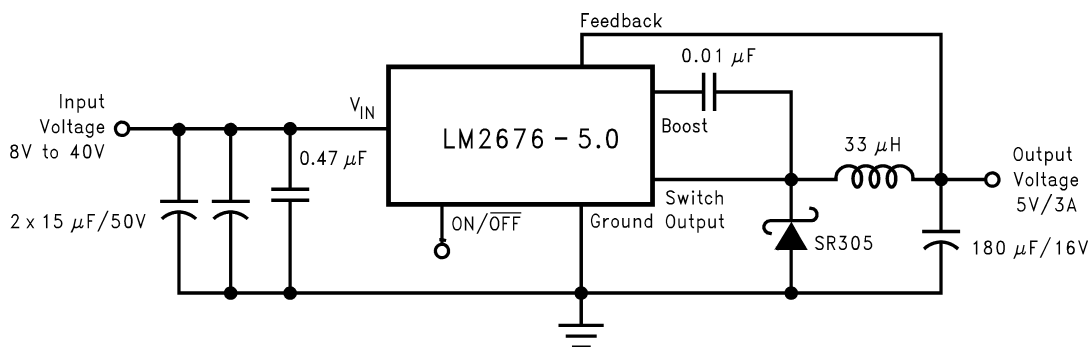 Feedback
0.01 μF
Input
Voltage
8V to 40V
VIN
LM2676 - 5.0
Boost
0.47 μF
33 μH
Output
Voltage
5V/3A
2 x 15 μF/50V
ON/OFF
Ground
Switch
Output
SR305
180 μF/16V